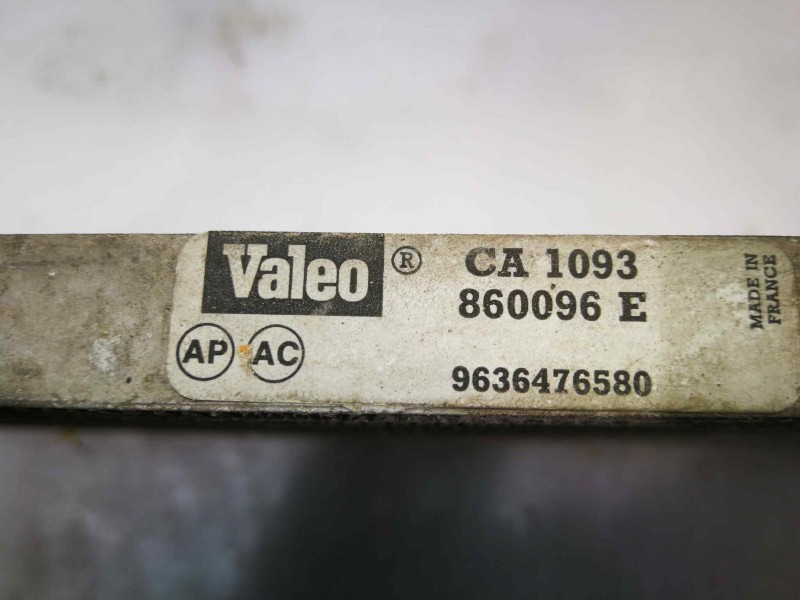 Valeo ® CA 1093
860096 E
AP AC
9636476580
MADE IN
FRANCE